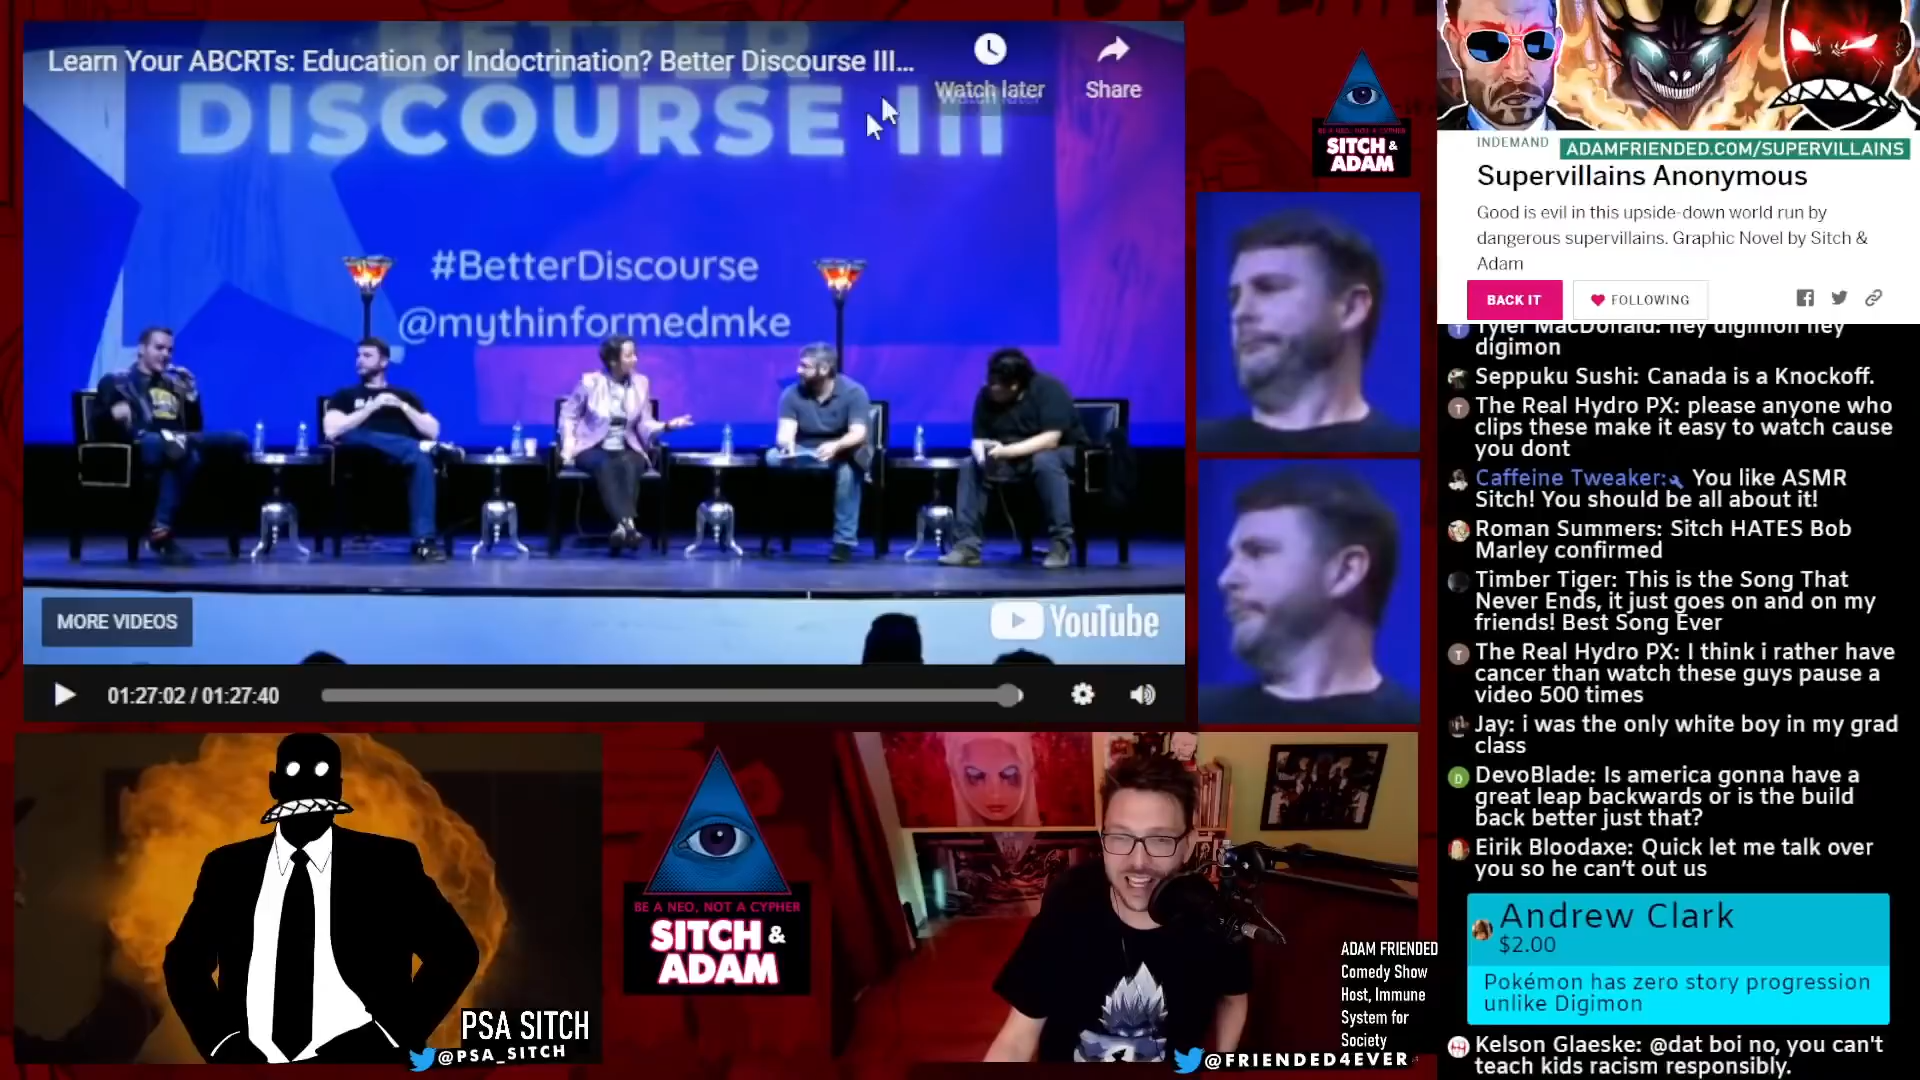 Learn Your ABCRTs: Education or Indoctrination? Better Discourse III...
Watch later
Share
BETTER
DISCOURSE III
#BetterDiscourse
@mythinformedmke
MORE VIDEOS
YouTube
01:27:02 / 01:27:40
BE A NEO, NOT A CYPHER
SITCH &
ADAM
INDEMAND
ADAMFRIENDED.COM/SUPERVILLAINS
Supervillains Anonymous
Good is evil in this upside-down world run by
dangerous supervillains. Graphic Novel by Sitch &
Adam
BACK IT
FOLLOWING
Tyler MacDonald: hey digimon hey
digimon
Seppuku Sushi: Canada is a Knockoff.
The Real Hydro PX: please anyone who
clips these make it easy to watch cause
you dont
Caffeine Tweaker: You like ASMR
Sitch! You should be all about it!
Roman Summers: Sitch HATES Bob
Marley confirmed
Timber Tiger: This is the Song That
Never Ends, it just goes on and on my
friends! Best Song Ever
The Real Hydro PX: I think i rather have
cancer than watch these guys pause a
video 500 times
Jay: i was the only white boy in my grad
class
DevoBlade: Is america gonna have a
great leap backwards or is the build
back better just that?
Eirik Bloodaxe: Quick let me talk over
you so he can't out us
Andrew Clark
$2.00
Pokémon has zero story progression
unlike Digimon
Kelson Glaeske: @dat boi no, you can't
teach kids racism responsibly.
PSA SITCH
@PSA_SITCH
BE A NEO, NOT A CYPHER
SITCH &
ADAM
ADAM FRIENDED
Comedy Show
Host, Immune
System for
Society
@FRIENDED4EVER